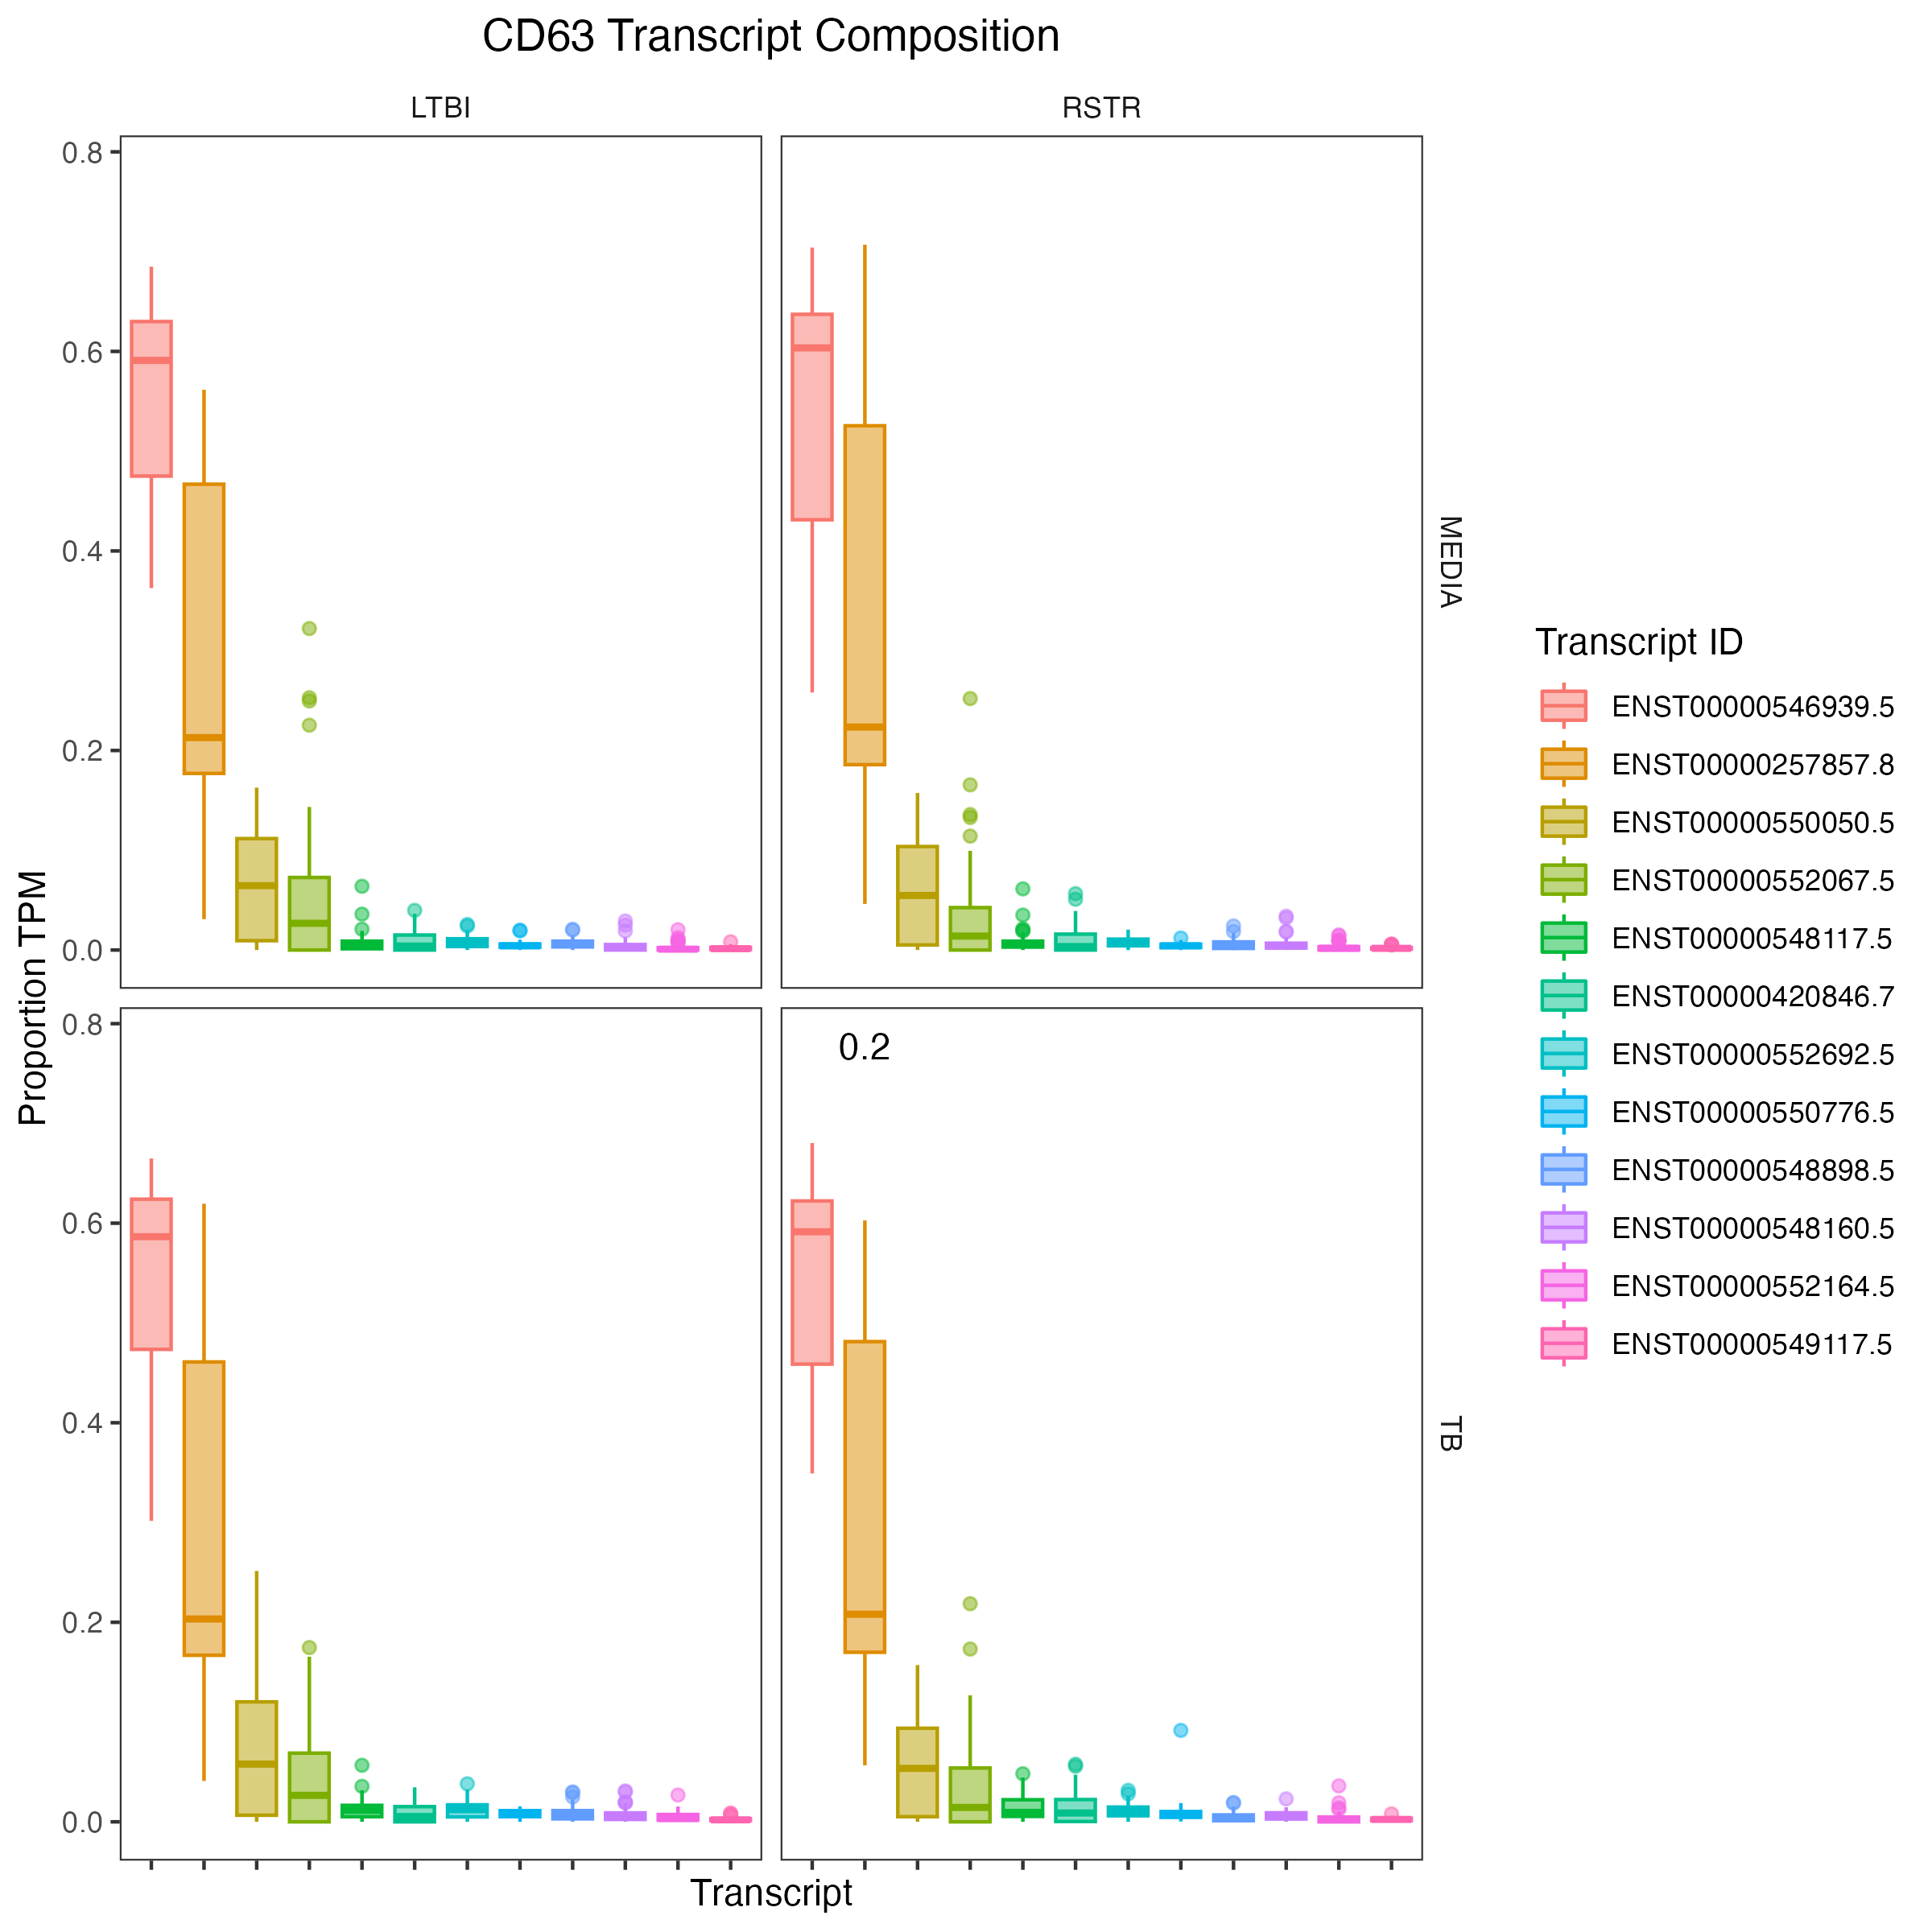 CD63 Transcript Composition
LTBI
RSTR
0.8
0.6
0.4
0.2
0.0
MEDIA
0.8
0.6
0.4
0.2
0.0
0.2
TB
Proportion TPM
Transcript
Transcript ID
ENST00000546939.5
ENST00000257857.8
ENST00000550050.5
ENST00000552067.5
ENST00000548117.5
ENST00000420846.7
ENST00000552692.5
ENST00000550776.5
ENST00000548898.5
ENST00000548160.5
ENST00000552164.5
ENST00000549117.5